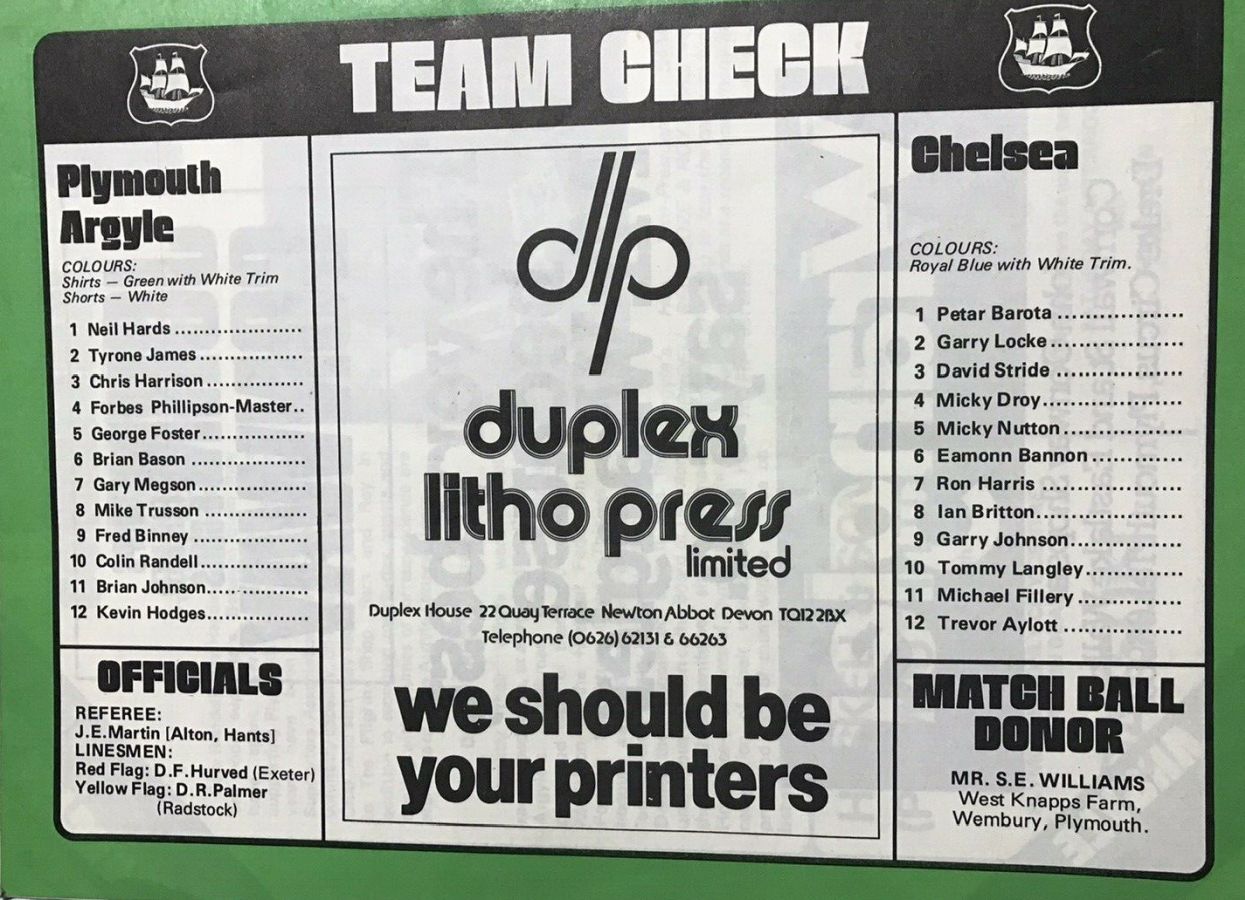 TEAM CHECK
Plymouth
Argyle
COLOURS:
Shirts — Green with White Trim
Shorts — White
1 Neil Hards ......................
2 Tyrone James ..................
3 Chris Harrison .................
4 Forbes Phillipson-Master..
5 George Foster..................
6 Brian Bason ....................
7 Gary Megson...................
8 Mike Trusson ..................
9 Fred Binney ....................
10 Colin Randell...................
11 Brian Johnson..................
12 Kevin Hodges..................
OFFICIALS
REFEREE:
J.E.Martin [Alton, Hants]
LINESMEN:
Red Flag: D.F.Hurved (Exeter)
Yellow Flag: D.R.Palmer
(Radstock)
dlp
duplex
litho press
limited
Duplex House 22 Quay Terrace Newton Abbot Devon TQ12 2BX
Telephone (0626) 62131 & 66263
we should be
your printers
Chelsea
COLOURS:
Royal Blue with White Trim.
1 Petar Barota ......................
2 Garry Locke.......................
3 David Stride ......................
4 Micky Droy........................
5 Micky Nutton.....................
6 Eamonn Bannon................
7 Ron Harris ........................
8 Ian Britton.........................
9 Garry Johnson...................
10 Tommy Langley.................
11 Michael Fillery ..................
12 Trevor Aylott ....................
MATCH BALL
DONOR
MR. S.E. WILLIAMS
West Knapps Farm,
Wembury, Plymouth.